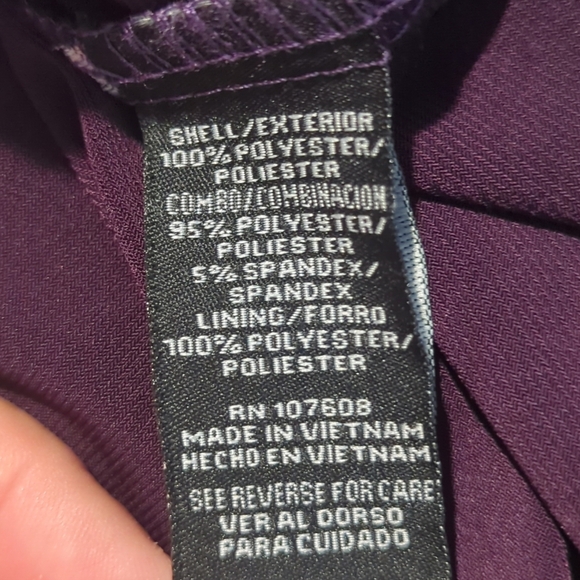 SHELL/EXTERIOR
100% POLYESTER/
POLIESTER
COMBO/COMBINACION
95% POLYESTER/
POLIESTER
5% SPANDEX/
SPANDEX
LINING/FORRO
100% POLYESTER/
POLIESTER
RN 107608
MADE IN VIETNAM
HECHO EN VIETNAM
SEE REVERSE FOR CARE
VER AL DORSO
PARA CUIDADO